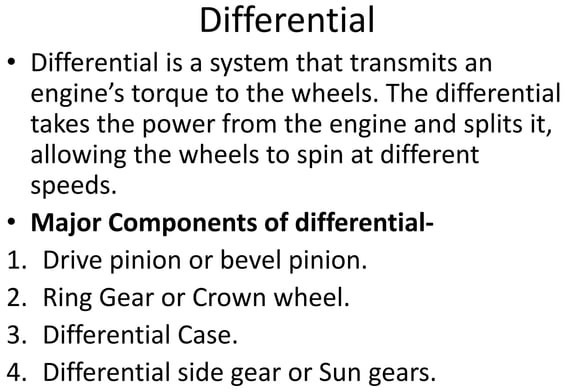 Differential
• Differential is a system that transmits an
engine’s torque to the wheels. The differential
takes the power from the engine and splits it,
allowing the wheels to spin at different
speeds.
• Major Components of differential-
1. Drive pinion or bevel pinion.
2. Ring Gear or Crown wheel.
3. Differential Case.
4. Differential side gear or Sun gears.